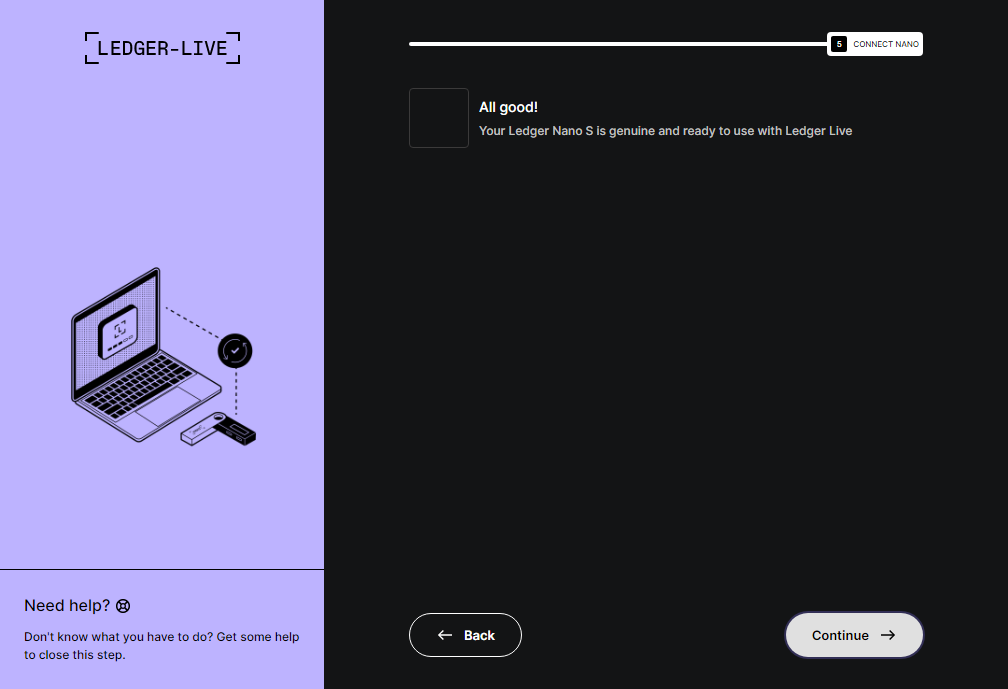 LEDGER-LIVE
5 CONNECT NANO
All good!
Your Ledger Nano S is genuine and ready to use with Ledger Live
Need help?
Don't know what you have to do? Get some help
to close this step.
Back
Continue